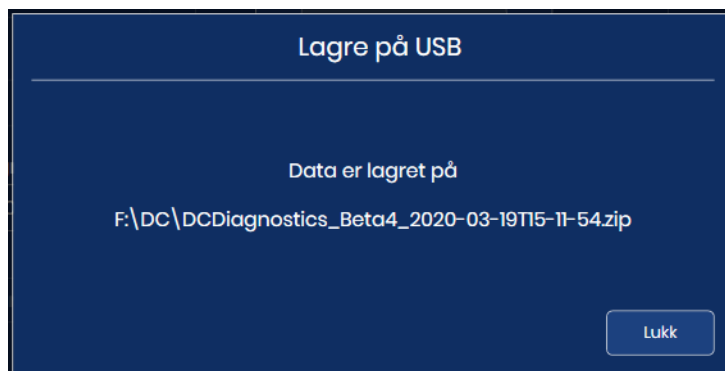 Lagre på USB
Data er lagret på
F:\DC\DCDiagnostics_Beta4_2020-03-19T15-11-54.zip
Lukk